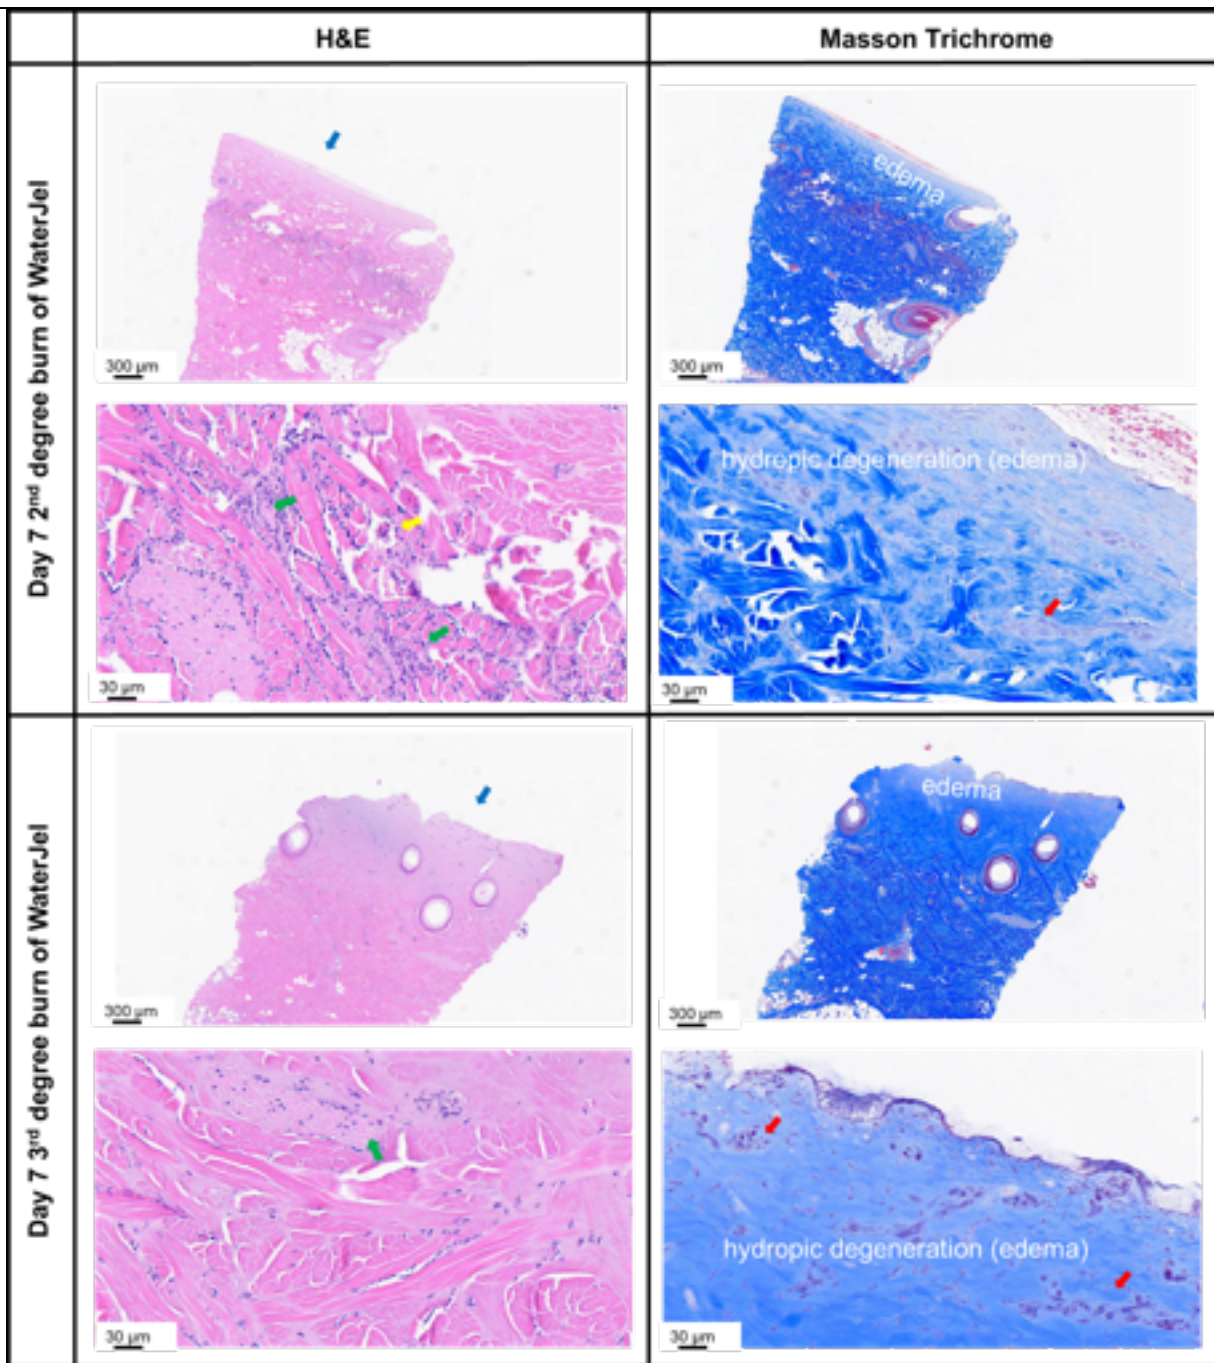 H&E
Masson Trichrome
Day 7 2nd degree burn of WaterJel
edema
300 µm
300 µm
hydropic degeneration (edema)
30 µm
30 µm
Day 7 3rd degree burn of WaterJel
edema
300 µm
300 µm
hydropic degeneration (edema)
30 µm
30 µm